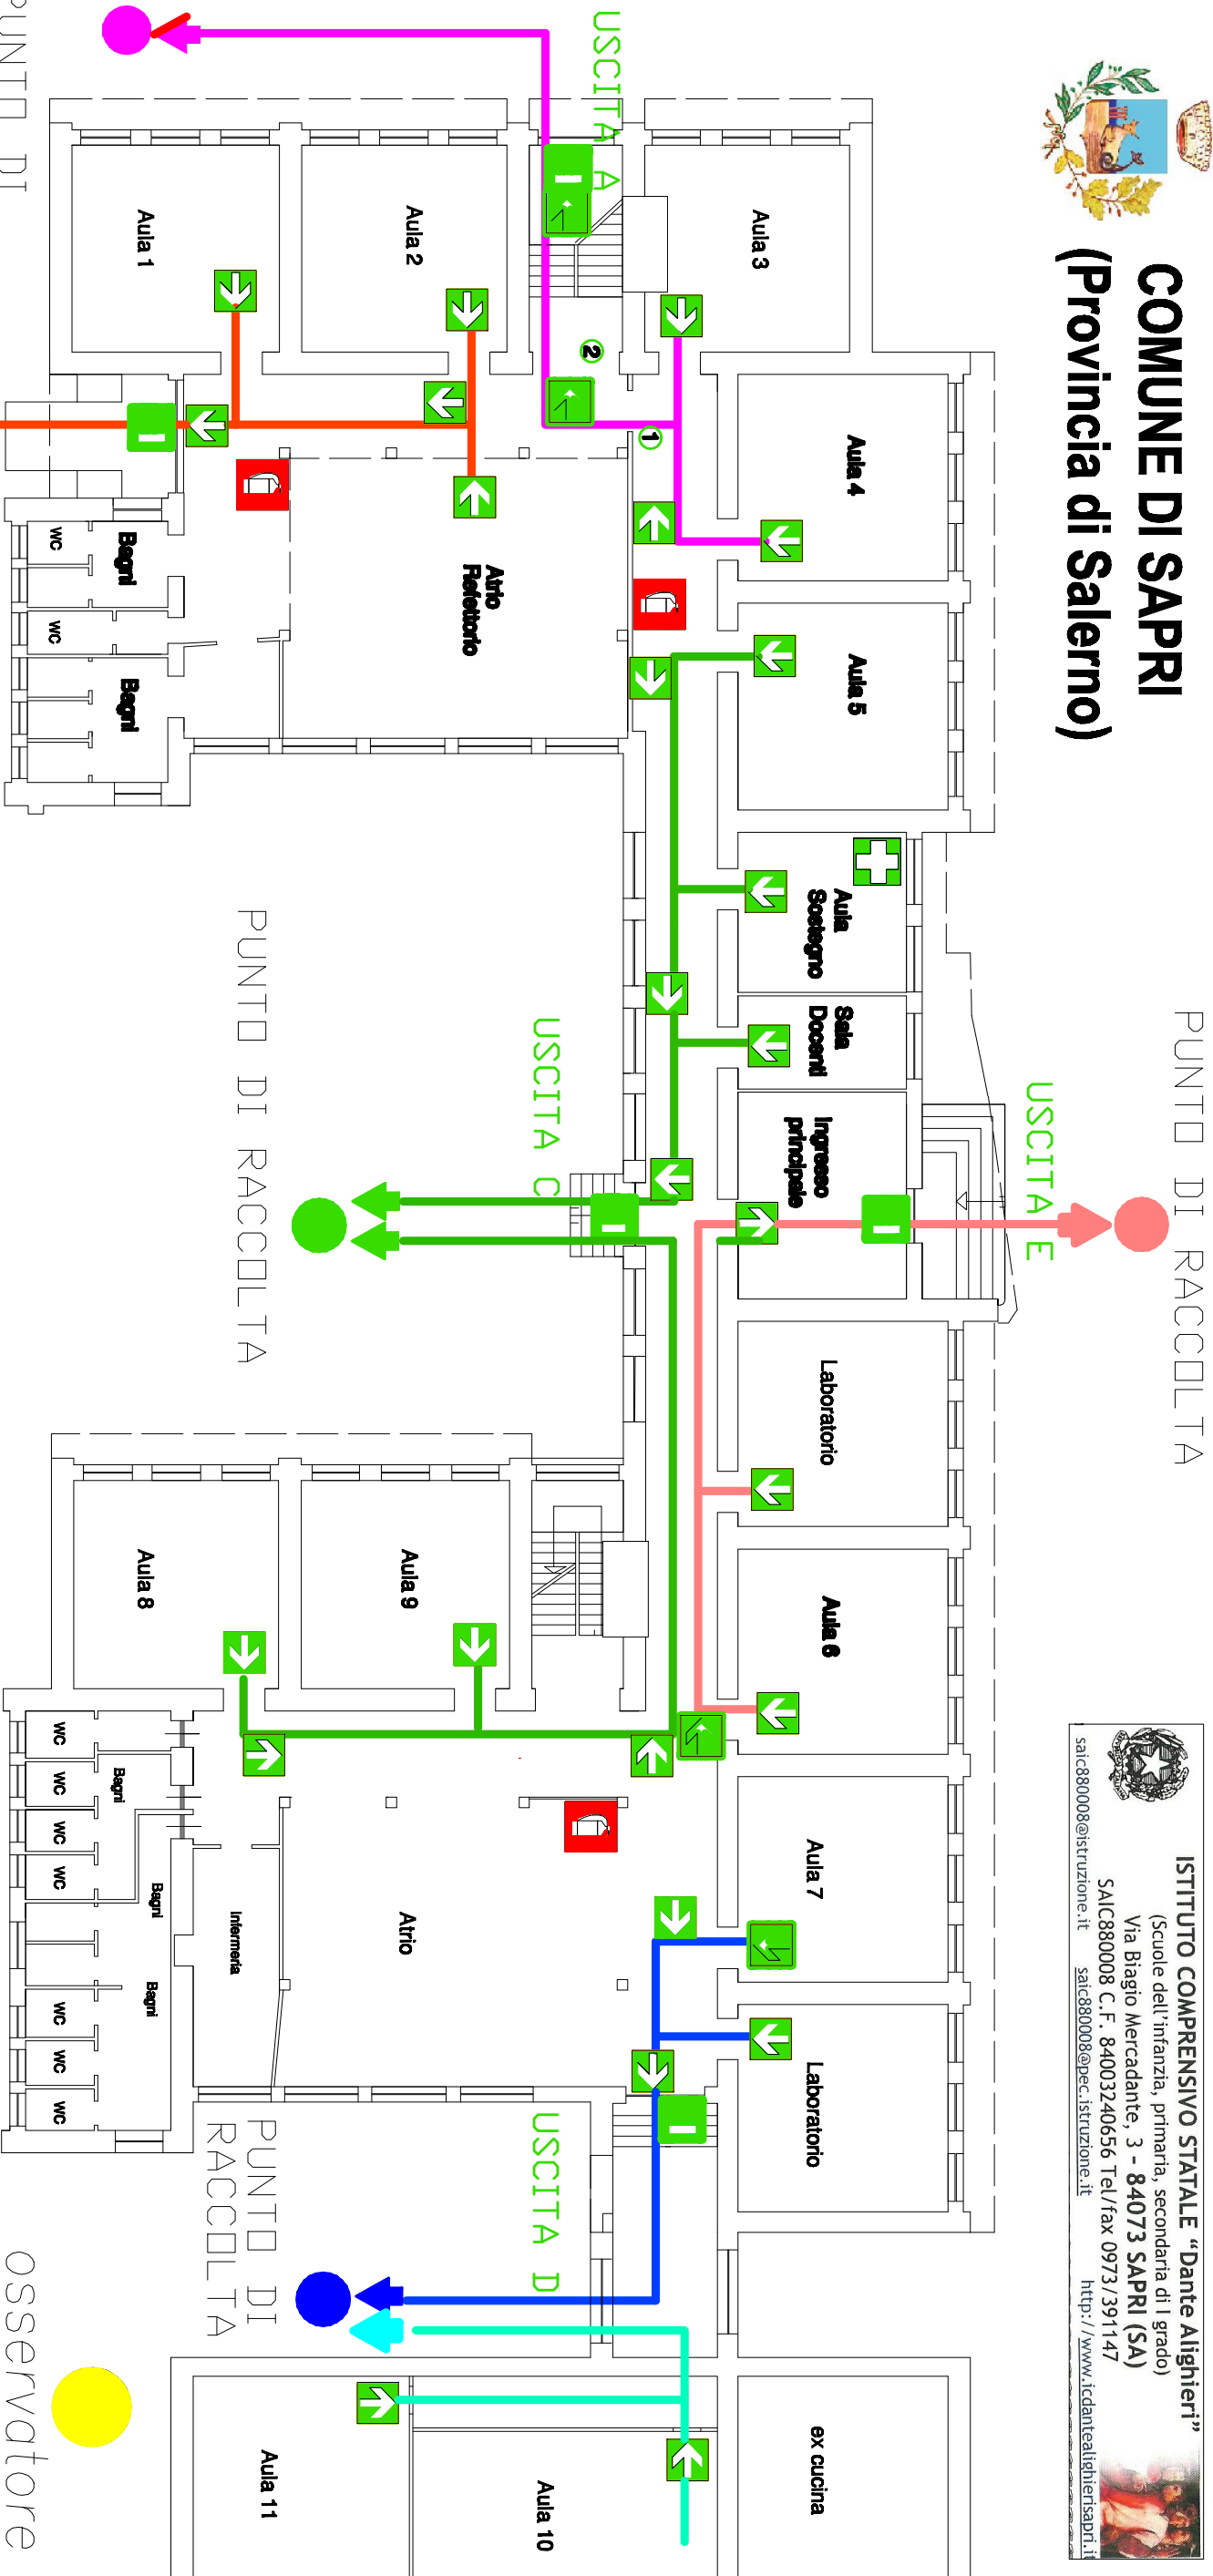 COMUNE DI SAPRI
(Provincia di Salerno)
ISTITUTO COMPRENSIVO STATALE “Dante Alighieri”
(Scuole dell'infanzia, primaria, secondaria di I grado)
Via Biagio Mercadante, 3 - 84073 SAPRI (SA)
SAIC880008 C.F. 84003240656 Tel/fax 0973/391147
saic880008@istruzione.it saic880008@pec.istruzione.it http://www.icdantealighierisapri.it
PUNTO DI RACCOLTA
USCITA E
Aula 3
Aula 4
Aula 5
Aula
Sostegno
Sala
Docenti
Ingresso
principale
Laboratorio
Aula 6
Aula 7
Laboratorio
ex cucina
USCITA A
2
1
USCITA C
USCITA D
Aula 2
Atrio
Refettorio
Aula 9
Atrio
Aula 10
PUNTO DI RACCOLTA
PUNTO DI
RACCOLTA
Aula 1
Bagni
Bagni
WC
WC
Aula 8
Infermeria
Bagni
Bagni
Bagni
WC
WC
WC
WC
WC
WC
WC
Aula 11
PUNTO DI
osservatore